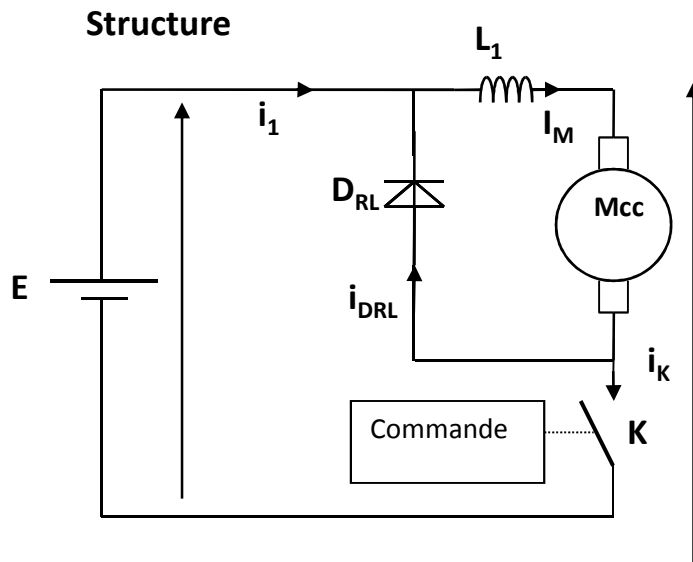 Structure
L1
i1
IM
DRL
Mcc
E
iDRL
iK
Commande
K